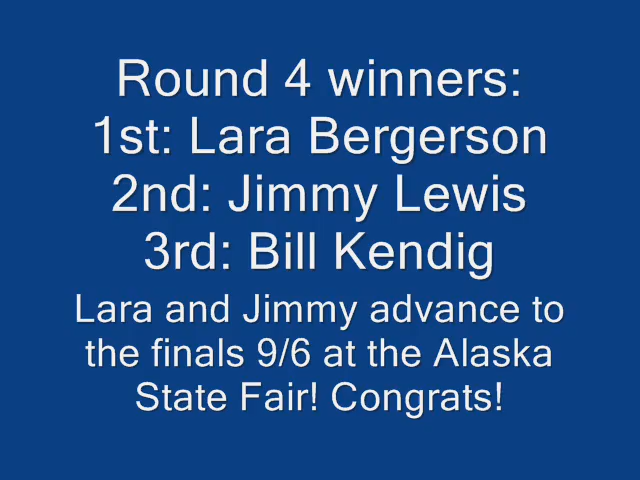 Round 4 winners:
1st: Lara Bergerson
2nd: Jimmy Lewis
3rd: Bill Kendig
Lara and Jimmy advance to
the finals 9/6 at the Alaska
State Fair! Congrats!